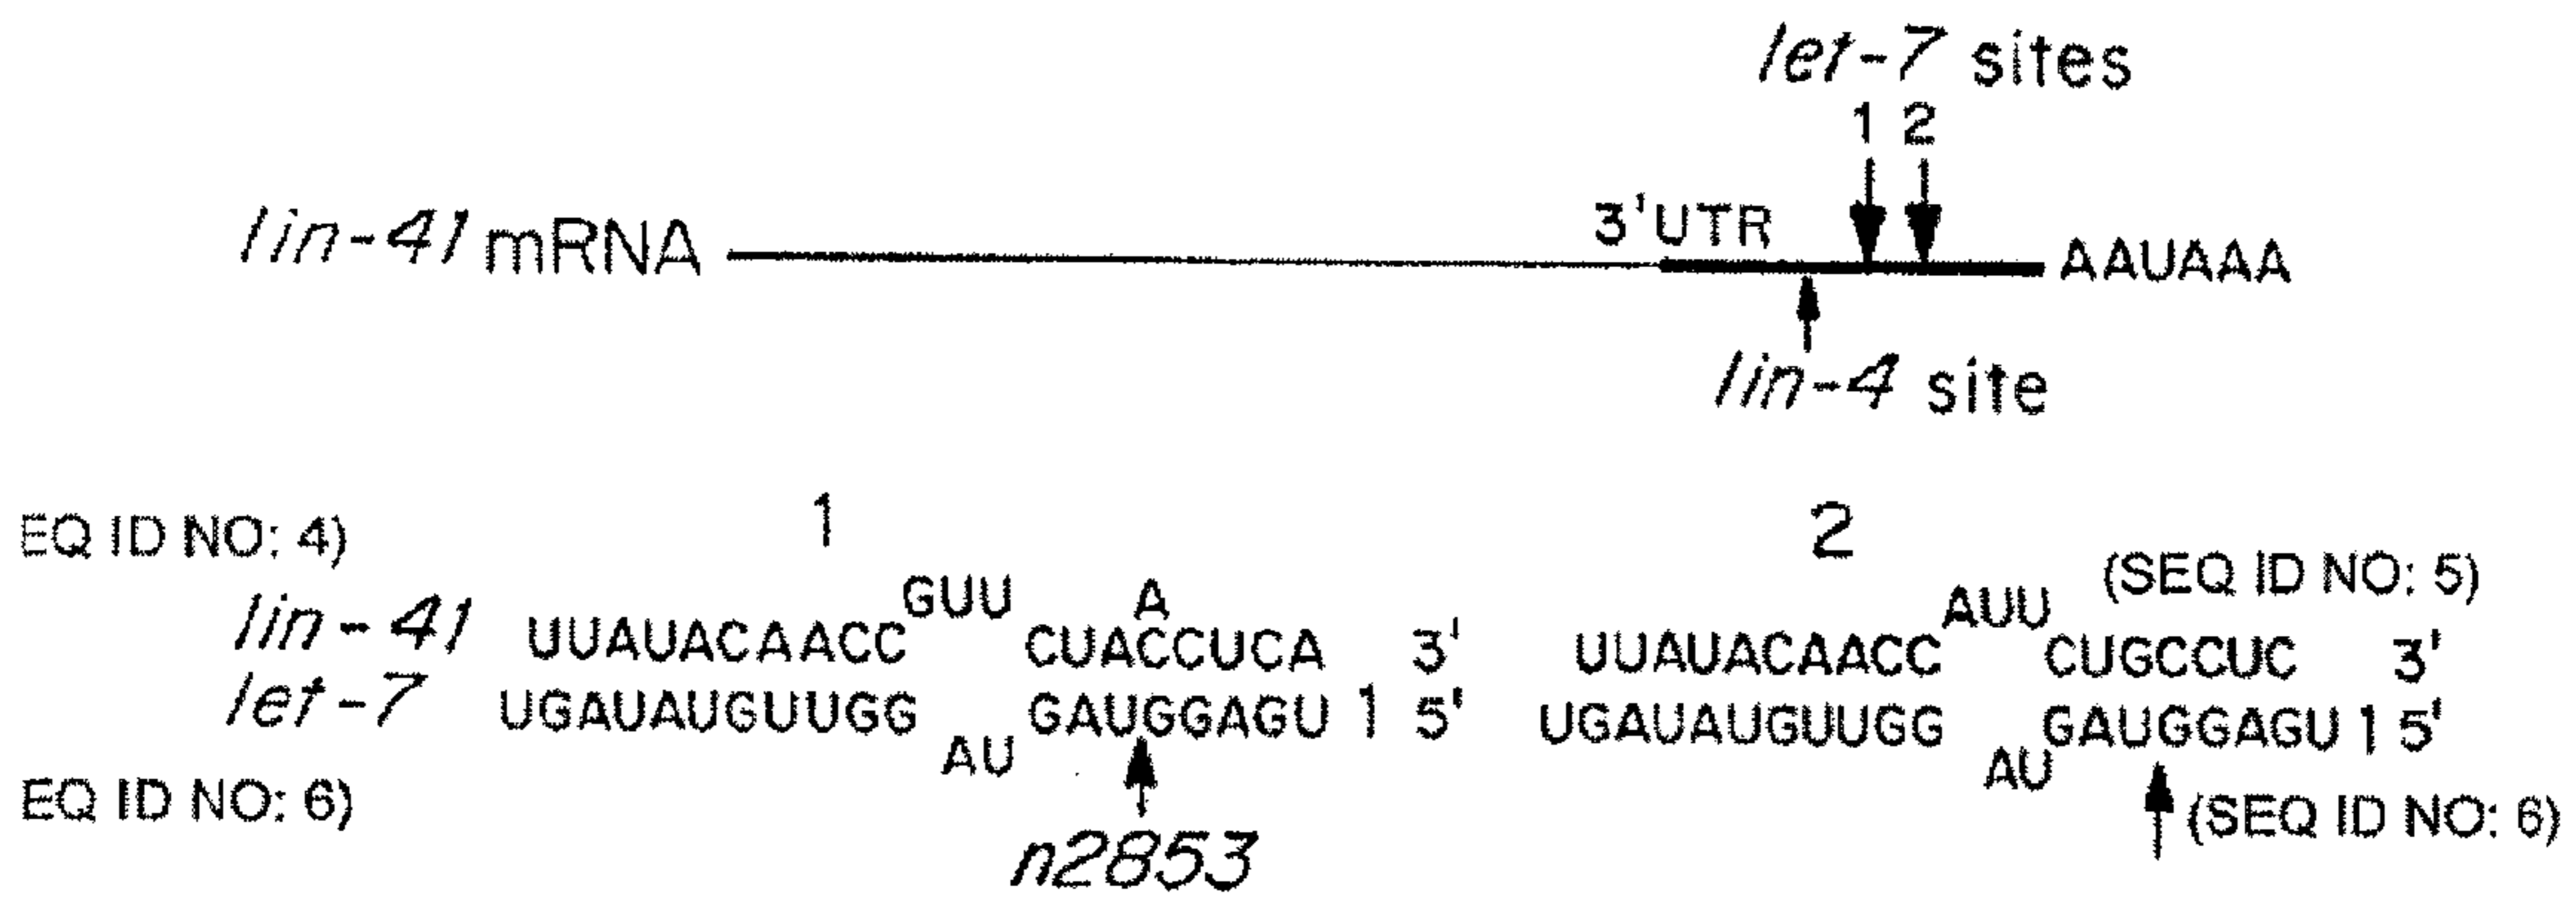 let-7 sites
1 2
3'UTR
lin-41 mRNA
AAUAAA
lin-4 site
1
2
EQ ID NO: 4)
(SEQ ID NO: 5)
GUU A
AUU
lin-41 UUAUACAACC CUACCUCA 3'
UUAUACAACC CUGCCUC 3'
let-7 UGAUAUGUUGG GAUGGAGU 1 5'
UGAUAUGUUGG GAUGGAGU 1 5'
AU
AU
EQ ID NO: 6)
(SEQ ID NO: 6)
n2853